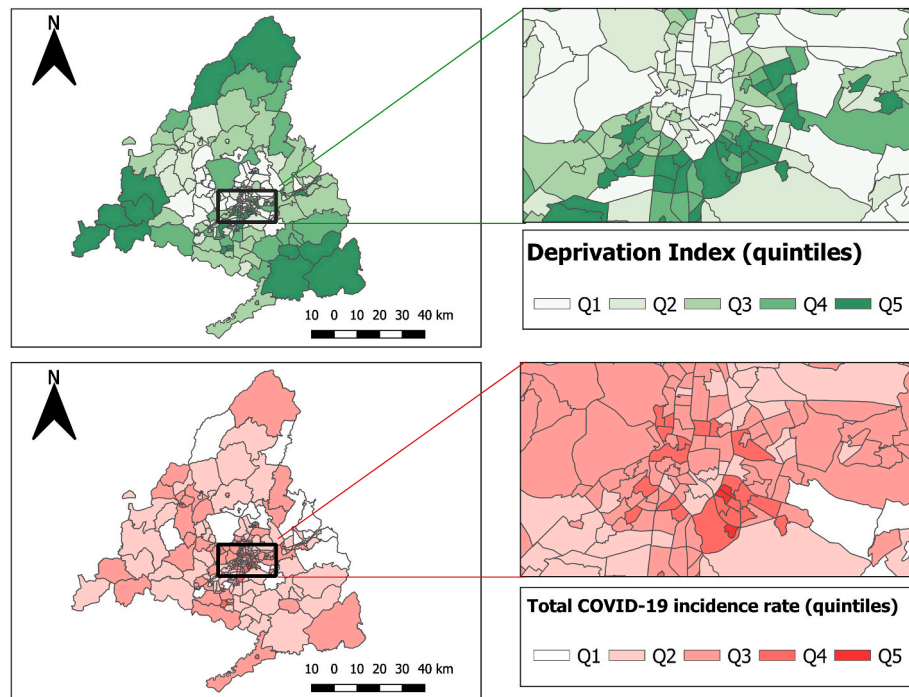 N
10 0 10 20 30 40 km
Deprivation Index (quintiles)
Q1 Q2 Q3 Q4 Q5
N
10 0 10 20 30 40 km
Total COVID-19 incidence rate (quintiles)
Q1 Q2 Q3 Q4 Q5